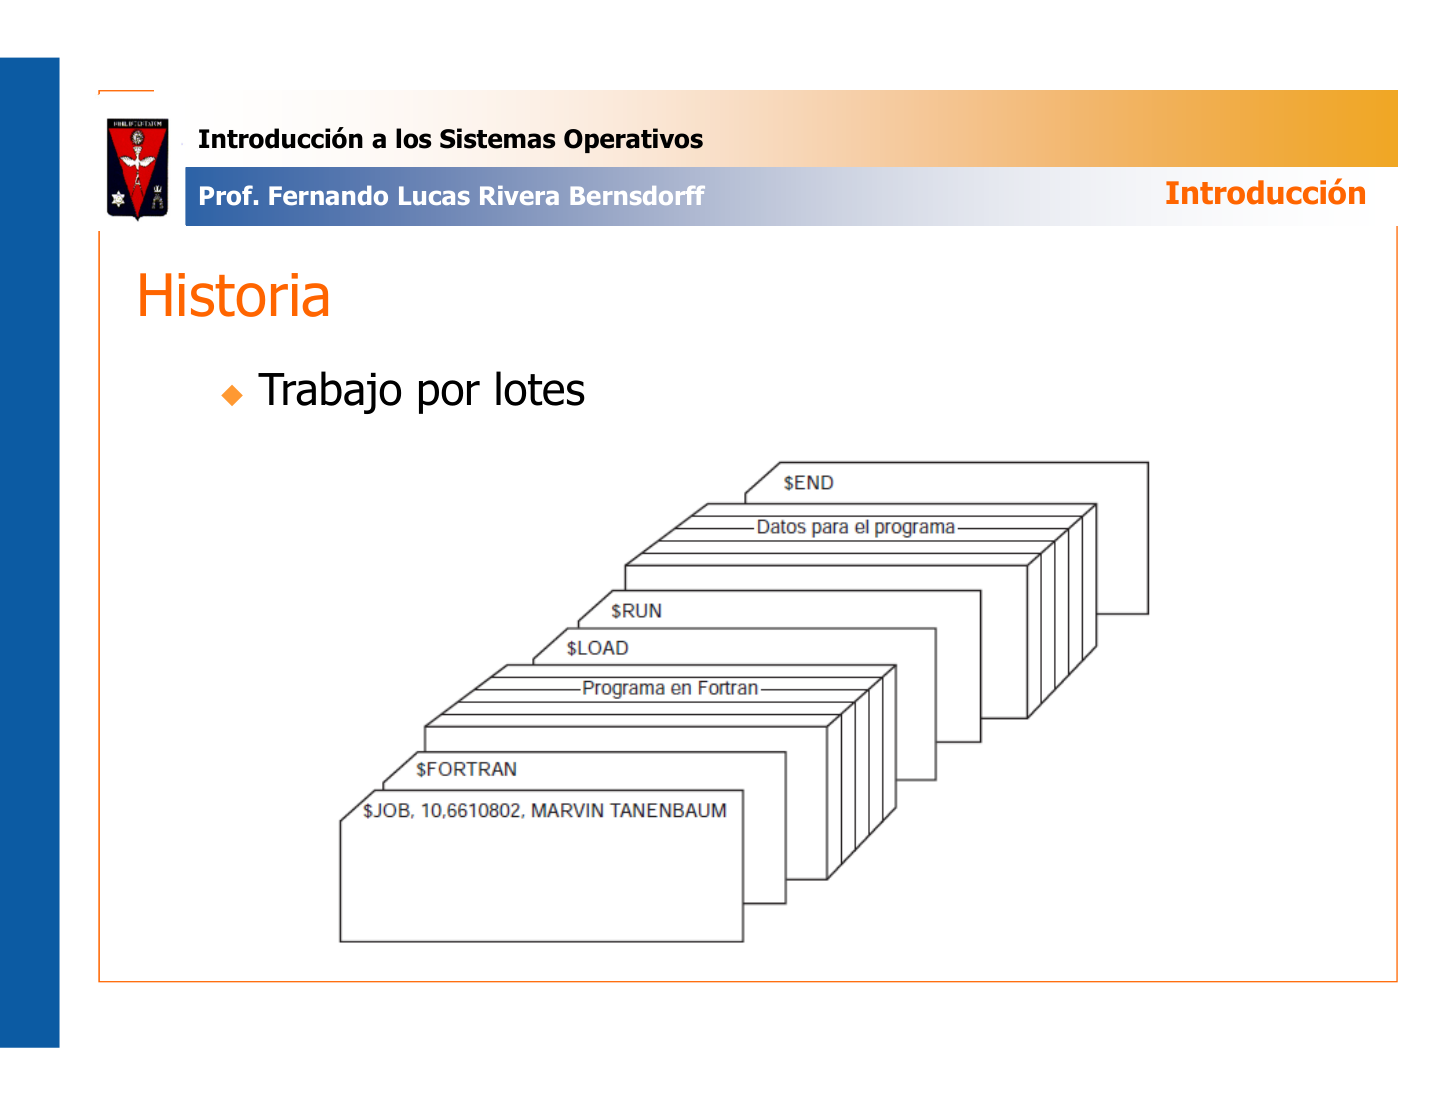 Introducción a los Sistemas Operativos
Prof. Fernando Lucas Rivera Bernsdorff
Introducción
Historia
Trabajo por lotes
$END
Datos para el programa
$RUN
$LOAD
Programa en Fortran
$FORTRAN
$JOB, 10,6610802, MARVIN TANENBAUM